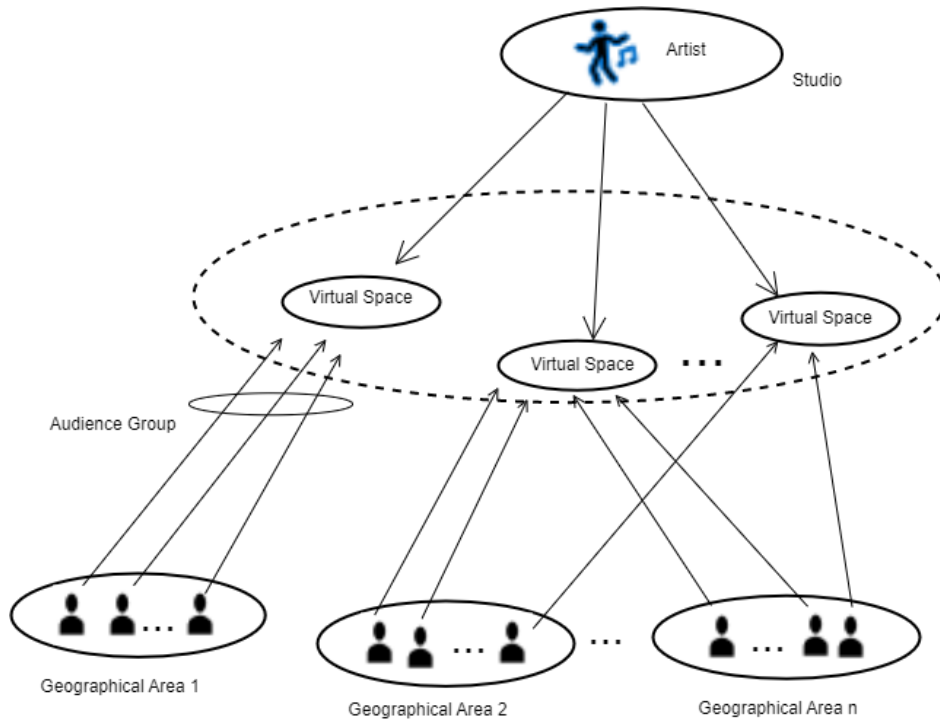 Artist
Studio
Virtual Space
Virtual Space
Virtual Space
...
Audience Group
...
...
...
...
Geographical Area 1
Geographical Area 2
Geographical Area n